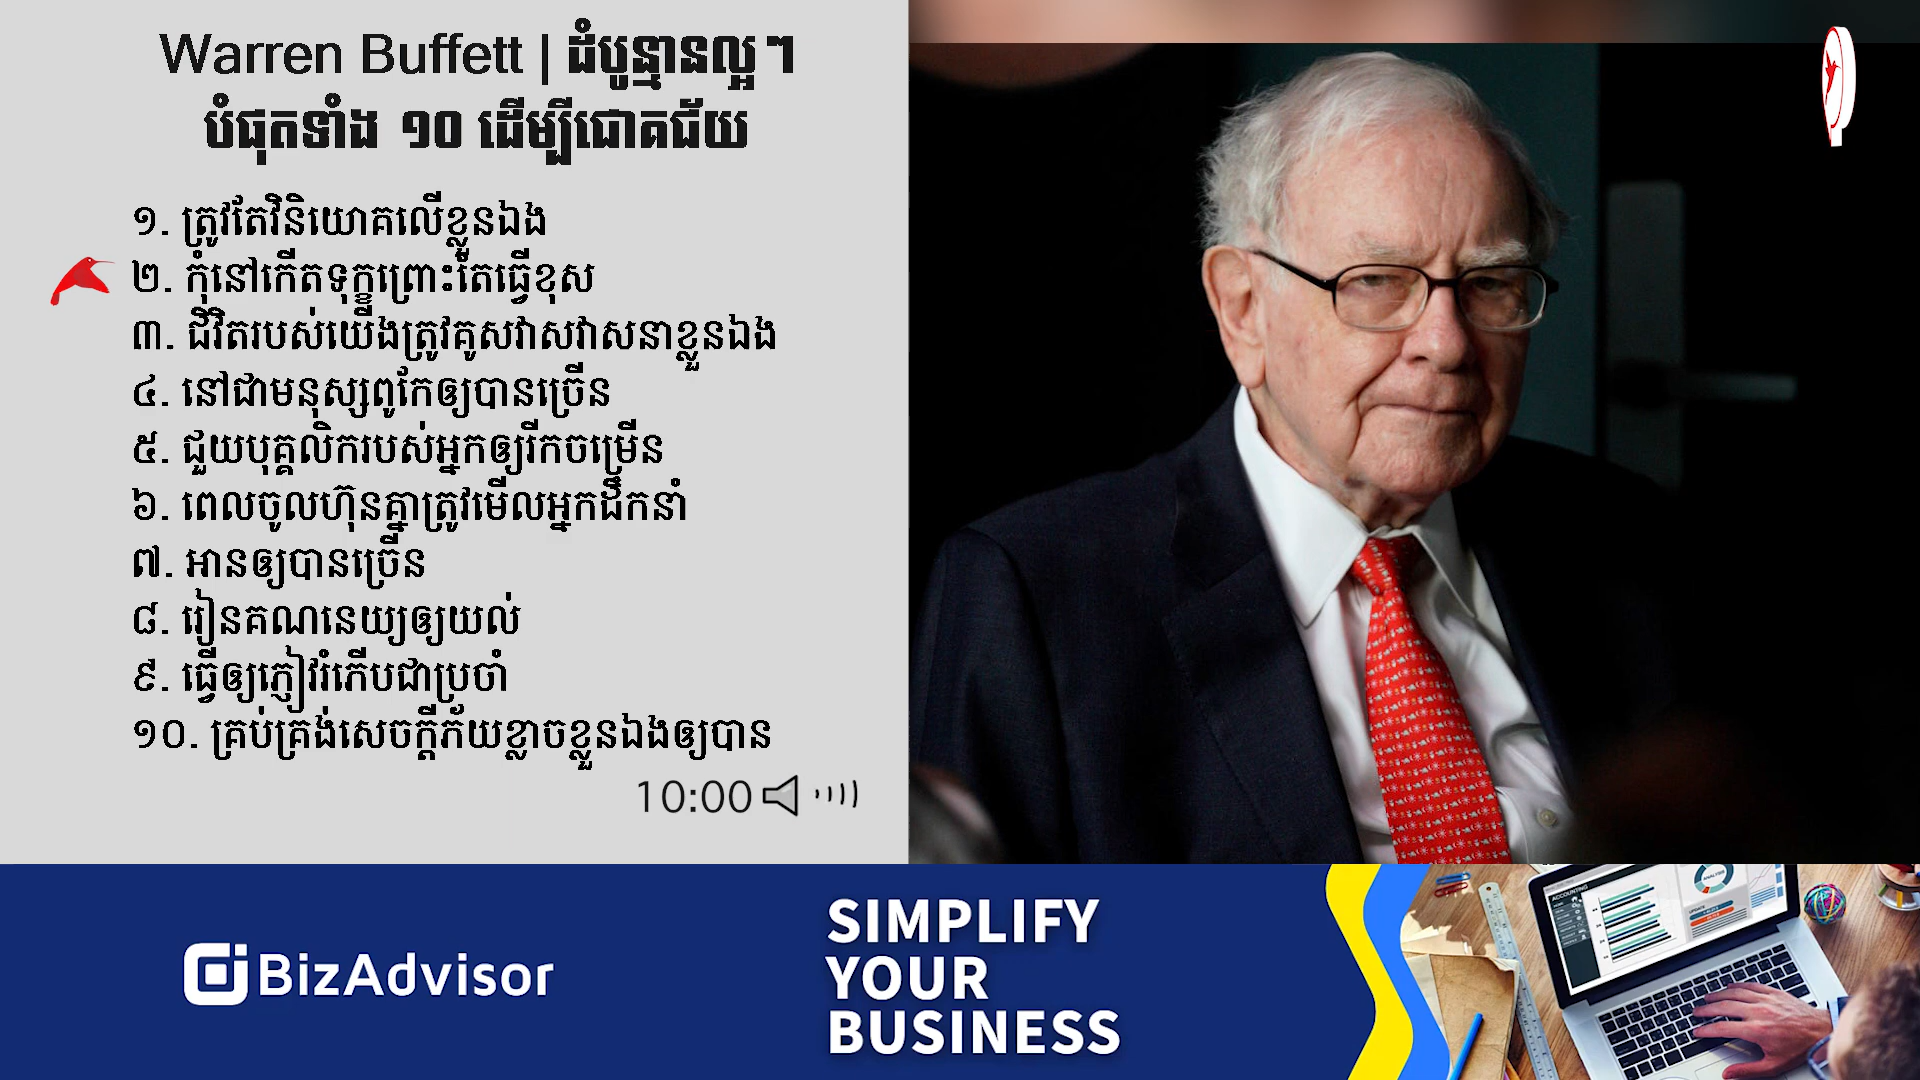 Warren Buffett | ដំបូន្មានល្អៗ
បំផុតទាំង ១០ ដើម្បីជោគជ័យ
១. ត្រូវតែវិនិយោគលើខ្លួនឯង
២. កុំនៅកើតទុក្ខព្រោះតែធ្វើខុស
៣. ជិវិតរបស់យើងត្រូវគូសវាសវាសនាខ្លួនឯង
៤. នៅជាមនុស្សពូកែឲ្យបានច្រើន
៥. ជួយបុគ្គលិករបស់អ្នកឲ្យរីកចម្រើន
៦. ពេលចូលហ៊ុនគ្នាត្រូវមើលអ្នកដឹកនាំ
៧. អានឲ្យបានច្រើន
៨. រៀនគណនេយ្យឲ្យយល់
៩. ធ្វើឲ្យភ្ញៀវរំភើបជាប្រចាំ
១០. គ្រប់គ្រង់សេចក្តីភ័យខ្លាចខ្លួនឯងឲ្យបាន
10:00
BizAdvisor
SIMPLIFY
YOUR
BUSINESS
ACCOUNTING
ANALYSIS